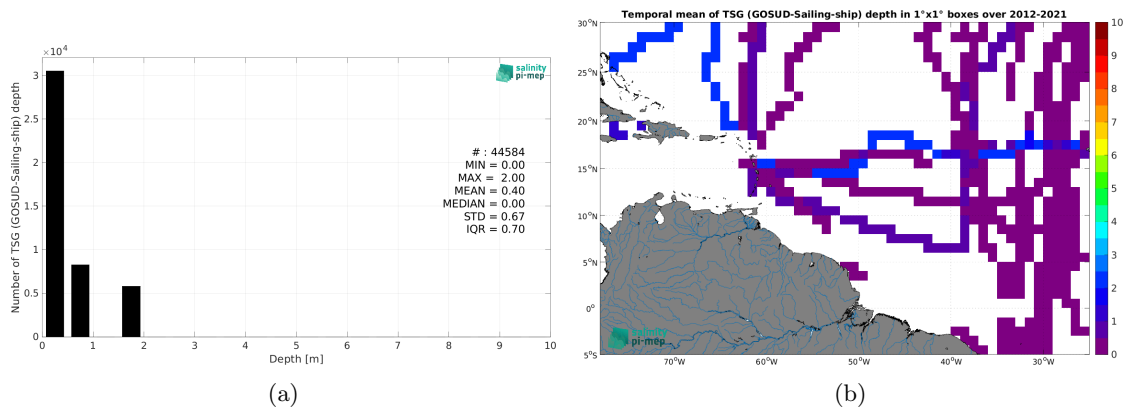 ×10⁴
3
2.5
2
1.5
1
0.5
0
Number of TSG (GOSUD-Sailing-ship) depth
salinity
pi-mep
# : 44584
MIN = 0.00
MAX = 2.00
MEAN = 0.40
MEDIAN = 0.00
STD = 0.67
IQR = 0.70
0 1 2 3 4 5 6 7 8 9 10
Depth [m]
(a)
Temporal mean of TSG (GOSUD-Sailing-ship) depth in 1°x1° boxes over 2012-2021
30°N
25°N
20°N
15°N
10°N
5°N
0°
5°S
70°W 60°W 50°W 40°W 30°W
salinity
pi-mep
10
9
8
7
6
5
4
3
2
1
0
(b)